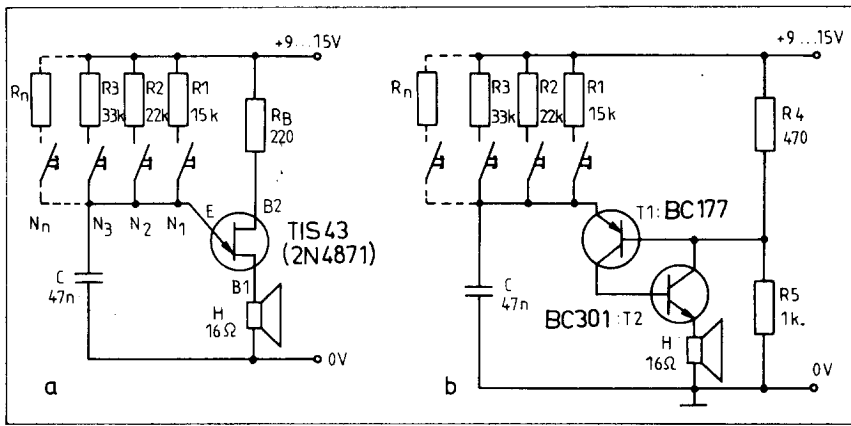 +9...15V
Rn
R3
33k
R2
22k
R1
15k
RB
220
Nn
N3
N2
N1
E
B2
TIS43
(2N4871)
C
47n
B1
H
16Ω
0V
a
+9...15V
Rn
R3
33k
R2
22k
R1
15k
R4
470
T1: BC177
C
47n
BC301 :T2
R5
1k.
H
16Ω
0V
b